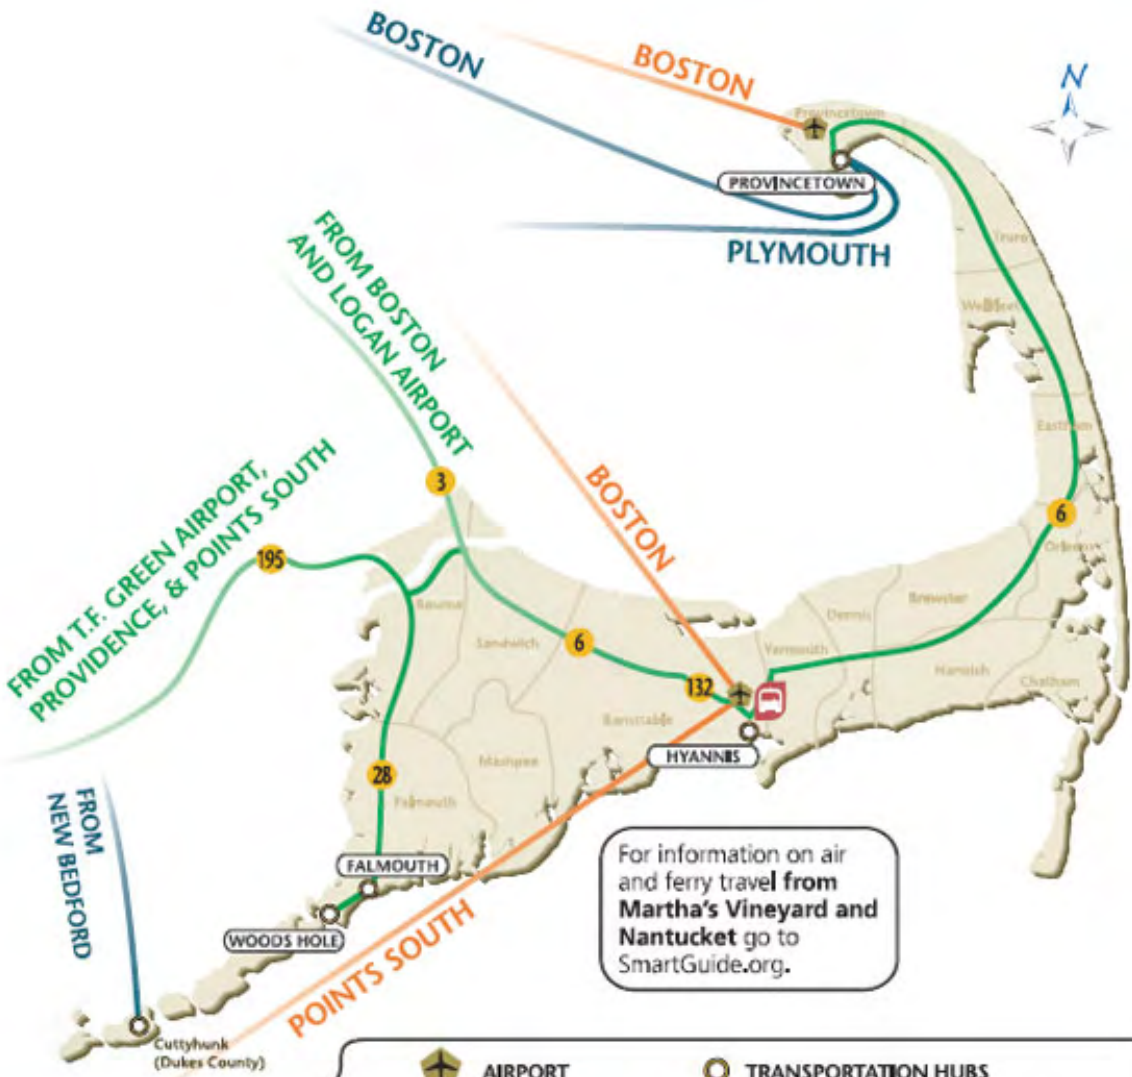 BOSTON
BOSTON
Provincetown
N
PROVINCETOWN
PLYMOUTH
Truro
Wellfleet
FROM BOSTON
AND LOGAN AIRPORT
3
BOSTON
Eastham
6
Orleans
FROM T.F. GREEN AIRPORT,
PROVIDENCE, & POINTS SOUTH
195
Bourne
Sandwich
6
Brewster
Dennis
Yarmouth
Harwich
Chatham
132
Barnstable
HYANNIS
Mashpee
28
Falmouth
FALMOUTH
WOODS HOLE
FROM
NEW BEDFORD
POINTS SOUTH
For information on air
and ferry travel from
Martha's Vineyard and
Nantucket go to
SmartGuide.org.
Cuttyhunk
(Dukes County)
AIRPORT
TRANSPORTATION HUBS